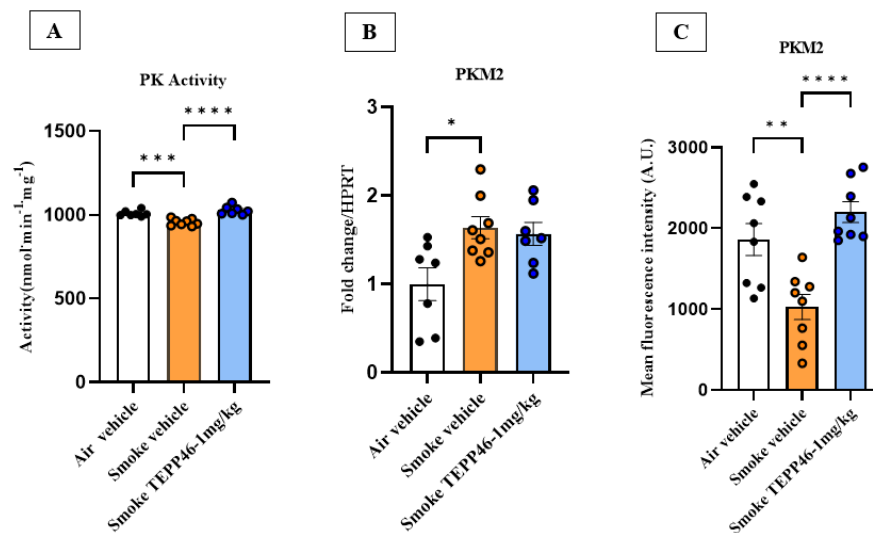 A
PK Activity
Activity(nmol·min⁻¹mg⁻¹)
1500
1000
500
0
***
****
Air vehicle
Smoke vehicle
Smoke TEPP46-1mg/kg
B
PKM2
Fold change/HPRT
3
2
1
0
*
Air vehicle
Smoke vehicle
Smoke TEPP46-1mg/kg
C
PKM2
Mean fluorescence intensity (A.U.)
3000
2000
1000
0
**
****
Air vehicle
Smoke vehicle
Smoke TEPP46-1mg/kg